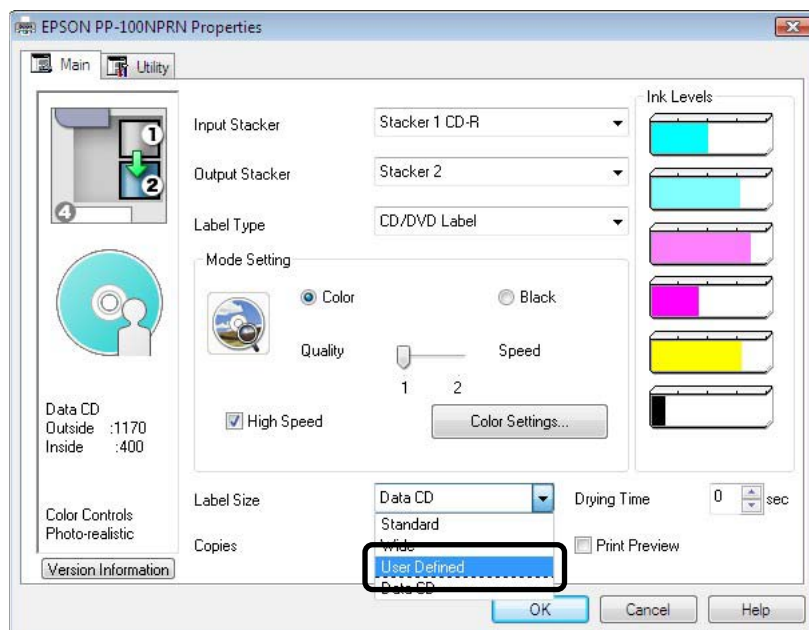 EPSON PP-100NPRN Properties
Main
Utility
1
2
4
Data CD
Outside :1170
Inside :400
Color Controls
Photo-realistic
Version Information
Input Stacker
Stacker 1 CD-R
Output Stacker
Stacker 2
Label Type
CD/DVD Label
Mode Setting
Color
Black
Quality
Speed
1 2
High Speed
Color Settings...
Label Size
Data CD
Standard
Wide
User Defined
Data CD
Copies
Drying Time
0 sec
Print Preview
Ink Levels
OK
Cancel
Help